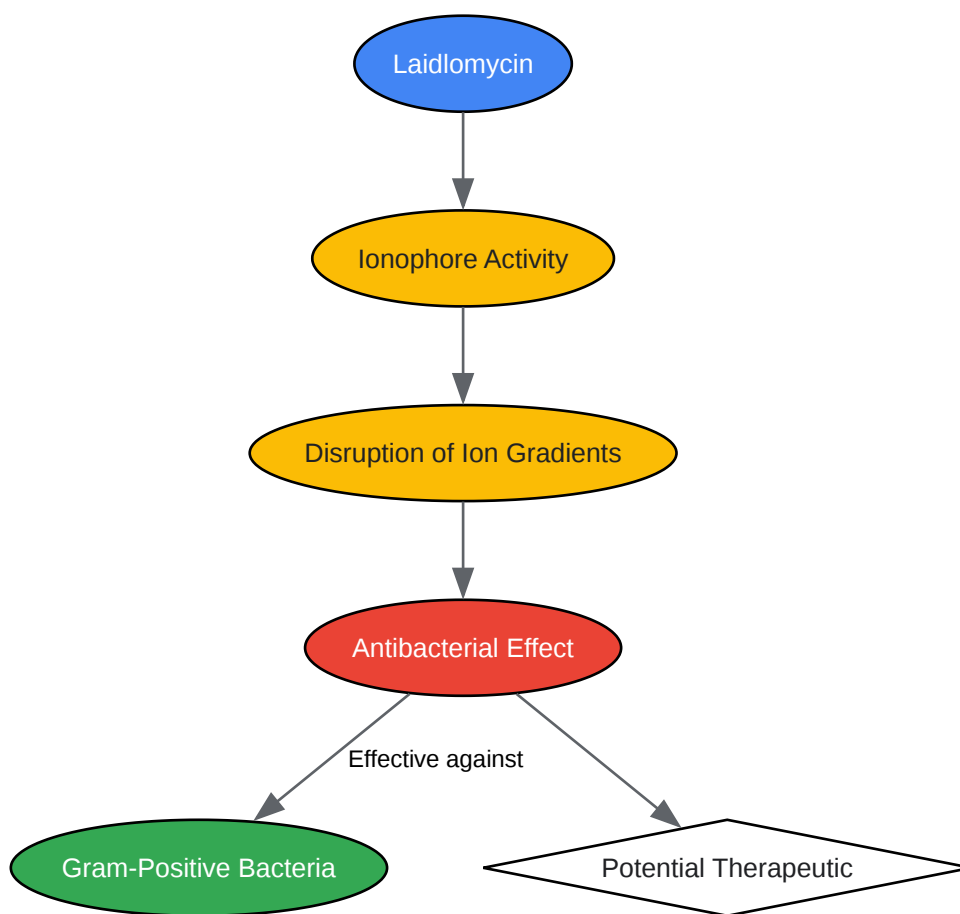 Laidlomycin
Ionophore Activity
Disruption of Ion Gradients
Antibacterial Effect
Effective against
Gram-Positive Bacteria
Potential Therapeutic